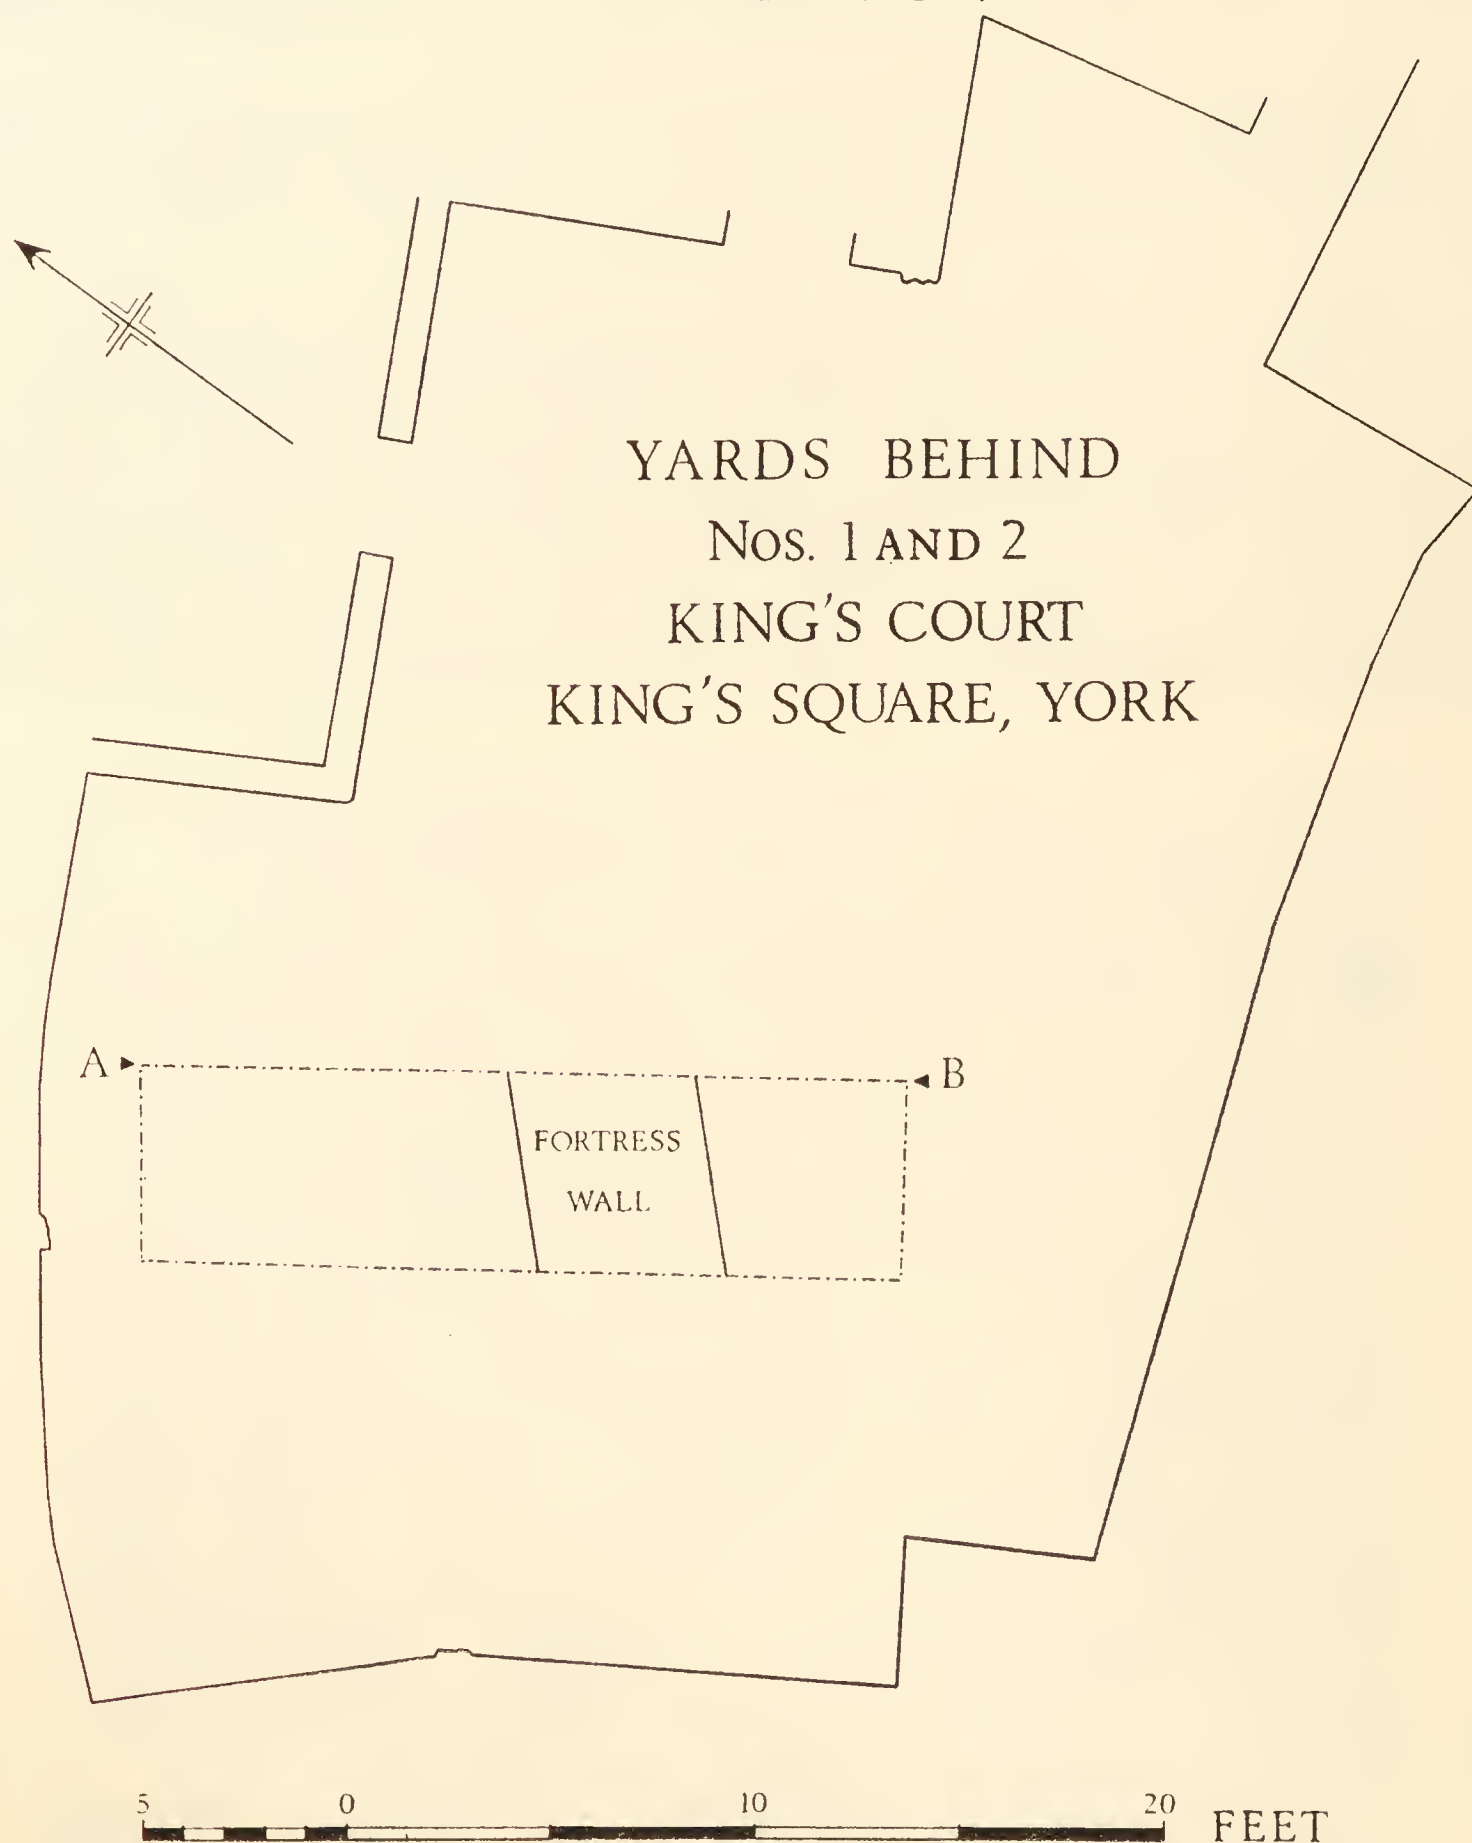 YARDS BEHIND
Nos. 1 AND 2
KING'S COURT
KING'S SQUARE, YORK
A B
FORTRESS
WALL
5 0 10 20 FEET